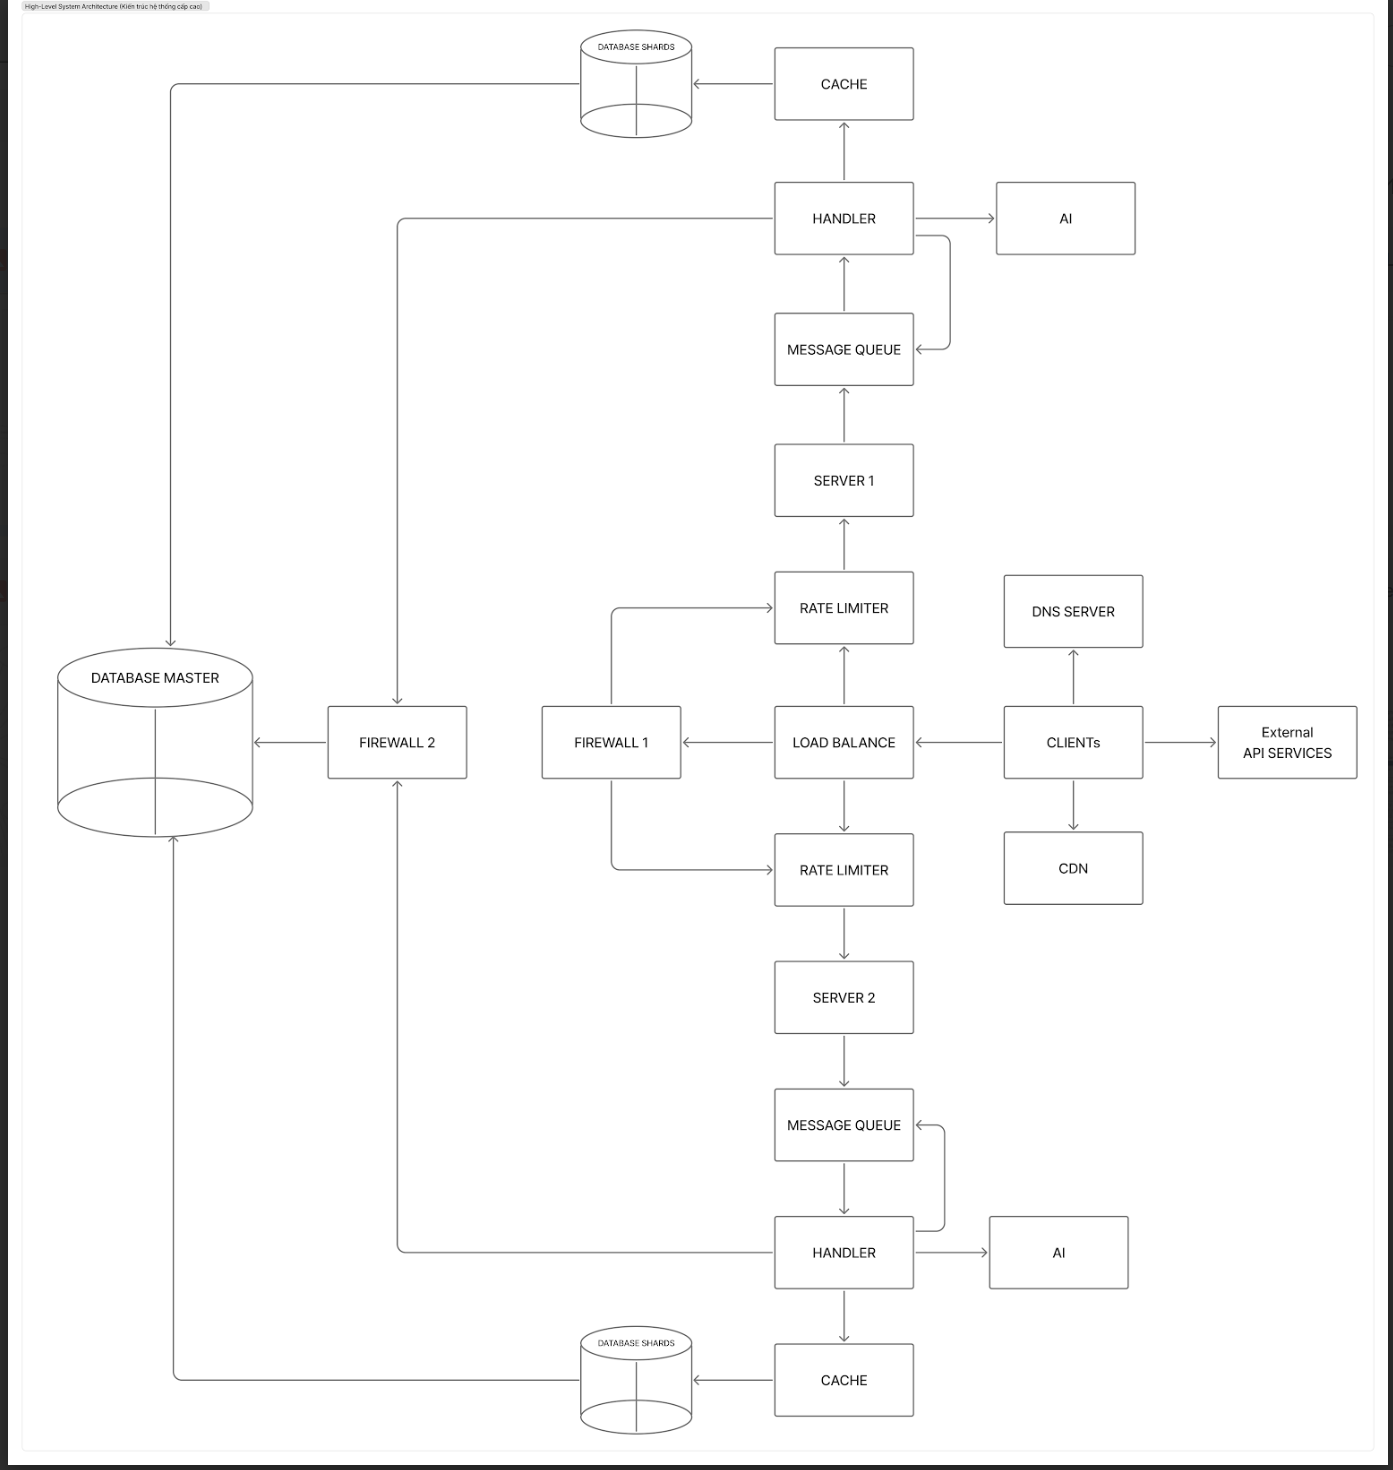 High-Level System Architecture (Kiến trúc hệ thống cấp cao)
DATABASE SHARDS
CACHE
HANDLER
AI
MESSAGE QUEUE
SERVER 1
RATE LIMITER
DNS SERVER
DATABASE MASTER
FIREWALL 2
FIREWALL 1
LOAD BALANCE
CLIENTs
External
API SERVICES
RATE LIMITER
CDN
SERVER 2
MESSAGE QUEUE
HANDLER
AI
DATABASE SHARDS
CACHE